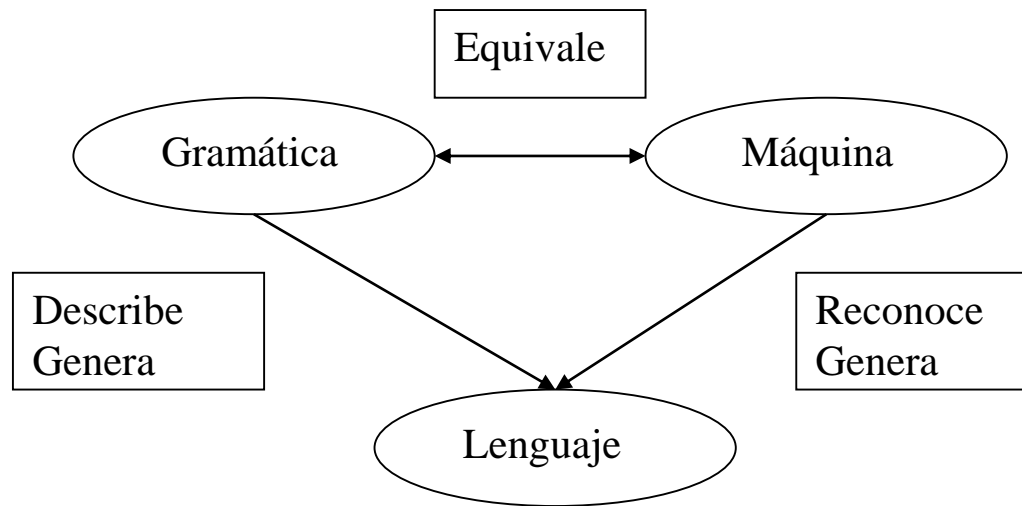 Equivale
Gramática
Máquina
Describe
Genera
Reconoce
Genera
Lenguaje